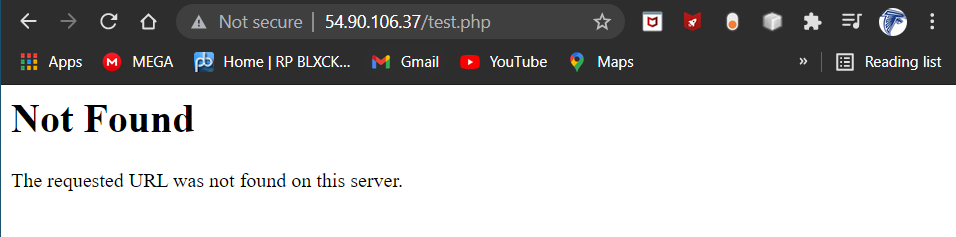 Not secure | 54.90.106.37/test.php
Apps MEGA Home | RP BLXCK... Gmail YouTube Maps » Reading list
Not Found
The requested URL was not found on this server.